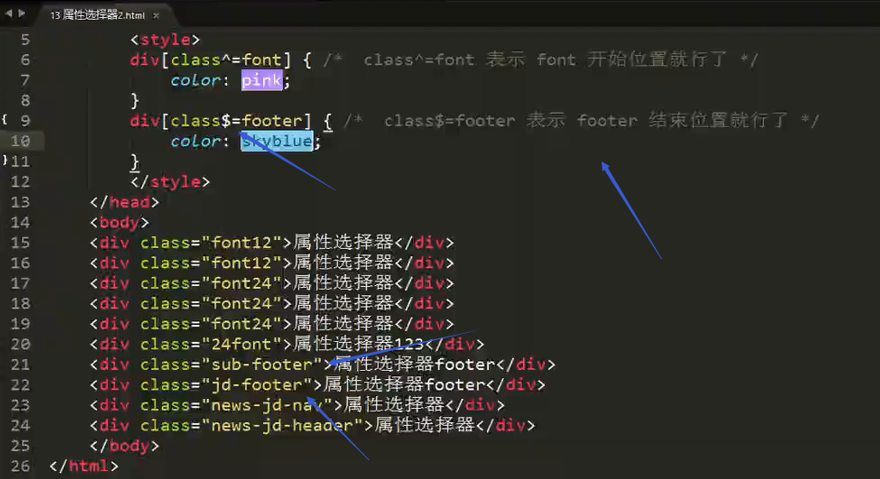 13 属性选择器2.html ×
5 <style>
6 div[class^=font] { /* class^=font 表示 font 开始位置就行了 */
7 color: pink;
8 }
{ 9 div[class$=footer] { /* class$=footer 表示 footer 结束位置就行了 */
10 color: skyblue;
}11 }
12 </style>
13 </head>
14 <body>
15 <div class="font12">属性选择器</div>
16 <div class="font12">属性选择器</div>
17 <div class="font24">属性选择器</div>
18 <div class="font24">属性选择器</div>
19 <div class="font24">属性选择器</div>
20 <div class="24font">属性选择器123</div>
21 <div class="sub-footer">属性选择器footer</div>
22 <div class="jd-footer">属性选择器footer</div>
23 <div class="news-jd-nav">属性选择器</div>
24 <div class="news-jd-header">属性选择器</div>
25 </body>
26 </html>